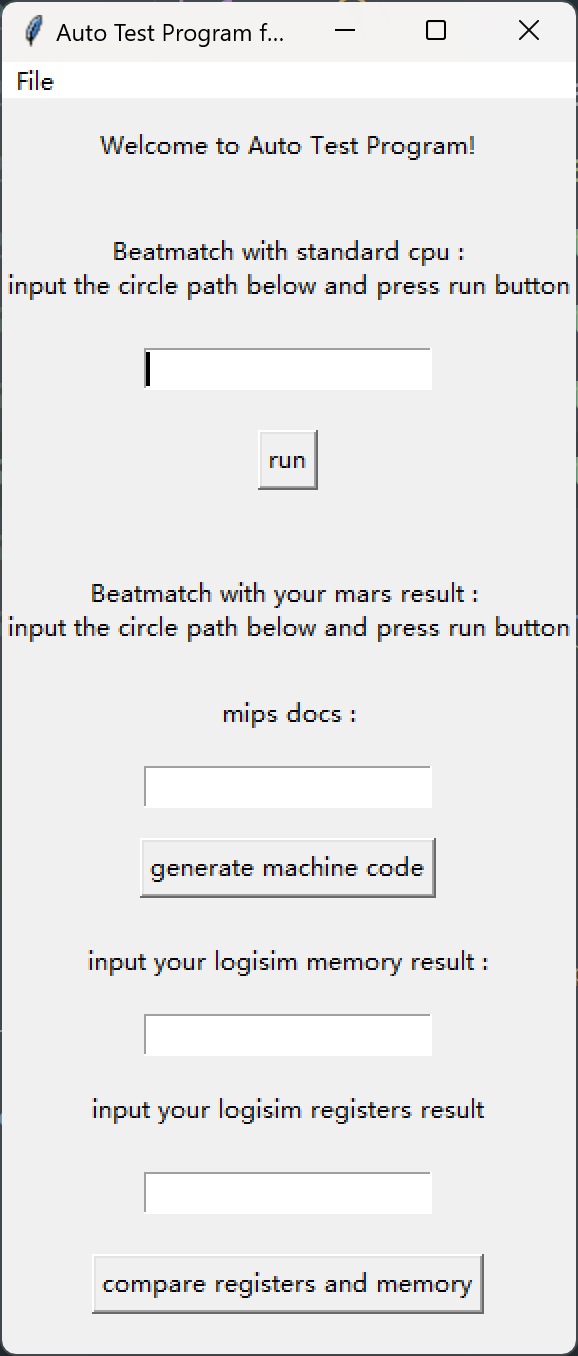 Auto Test Program f...
File
Welcome to Auto Test Program!
Beatmatch with standard cpu :
input the circle path below and press run button
run
Beatmatch with your mars result :
input the circle path below and press run button
mips docs :
generate machine code
input your logisim memory result :
input your logisim registers result
compare registers and memory